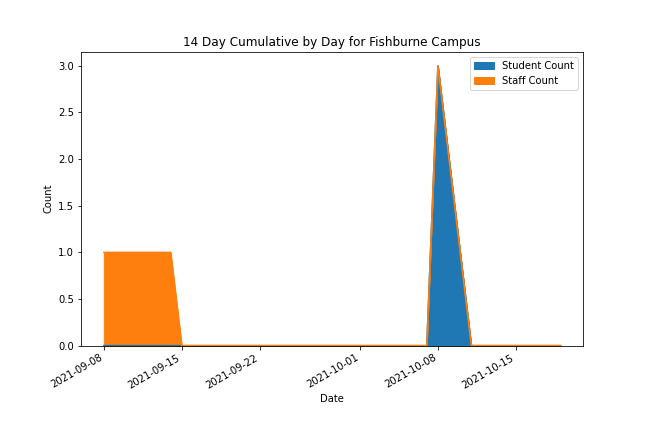 14 Day Cumulative by Day for Fishburne Campus
Student Count
Staff Count
3.0
2.5
2.0
1.5
1.0
0.5
0.0
Count
2021-09-08
2021-09-15
2021-09-22
2021-10-01
2021-10-08
2021-10-15
Date